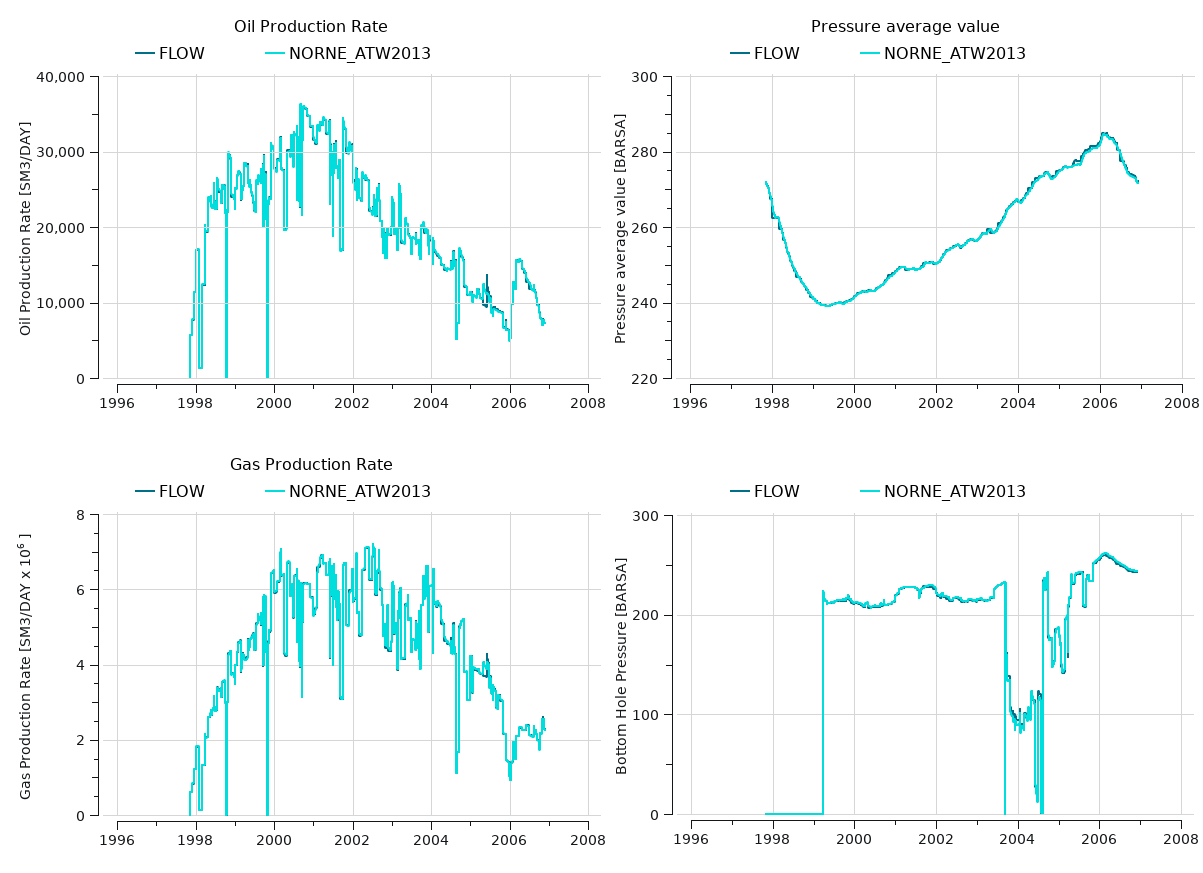 Oil Production Rate
FLOW NORNE_ATW2013
Oil Production Rate [SM3/DAY]
40,000
30,000
20,000
10,000
0
1996 1998 2000 2002 2004 2006 2008
Pressure average value
FLOW NORNE_ATW2013
Pressure average value [BARSA]
300
280
260
240
220
1996 1998 2000 2002 2004 2006 2008
Gas Production Rate
FLOW NORNE_ATW2013
Gas Production Rate [SM3/DAY x 10⁶ ]
8
6
4
2
0
1996 1998 2000 2002 2004 2006 2008
FLOW NORNE_ATW2013
Bottom Hole Pressure [BARSA]
300
200
100
0
1996 1998 2000 2002 2004 2006 2008